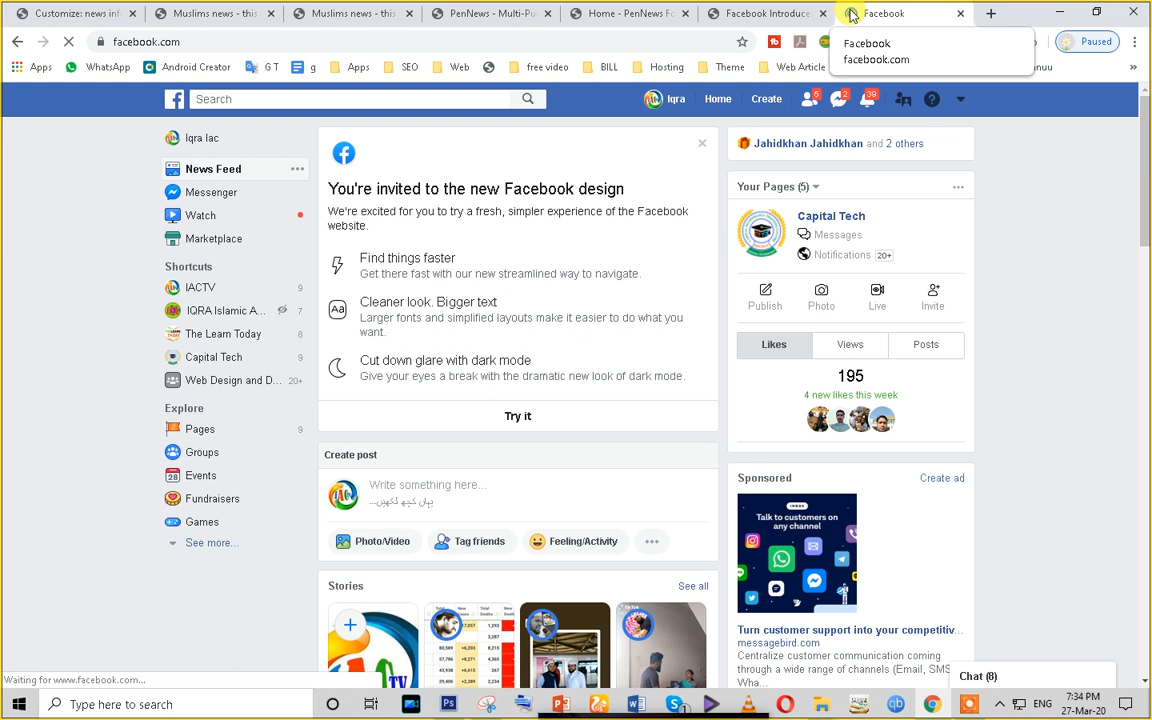 Customize: news inf
Muslims news - this
Muslims news - this
PenNews - Multi-Pu
Home - PenNews Fo
Facebook Introduce
Facebook
facebook.com
Paused
Facebook
facebook.com
Apps
WhatsApp
Android Creator
G T
g
Apps
SEO
Web
free video
BILL
Hosting
Theme
Web Article
nuu
Search
Iqra
Home
Create
5
2
39
Iqra Iac
News Feed
Messenger
Watch
Marketplace
Shortcuts
IACTV 9
IQRA Islamic A... 7
The Learn Today 8
Capital Tech 9
Web Design and D... 20+
Explore
Pages 9
Groups
Events
Fundraisers
Games
See more...
You're invited to the new Facebook design
We're excited for you to try a fresh, simpler experience of the Facebook
website.
Find things faster
Get there fast with our new streamlined way to navigate.
Cleaner look. Bigger text
Larger fonts and simplified layouts make it easier to do what you
want.
Cut down glare with dark mode
Give your eyes a break with the dramatic new look of dark mode.
Try it
Create post
Write something here...
یہاں کچھ لکھیں...
Photo/Video
Tag friends
Feeling/Activity
Stories
See all
Jahidkhan Jahidkhan and 2 others
Your Pages (5)
Capital Tech
Messages
Notifications 20+
Publish
Photo
Live
Invite
Likes
Views
Posts
195
4 new likes this week
Sponsored
Create ad
INBOX
Talk to customers on
any channel
Turn customer support into your competitiv...
messagebird.com
Centralize customer communication coming
through a wide range of channels (Email, SMS
Wha...
Chat (8)
Waiting for www.facebook.com...
Type here to search
ENG
7:34 PM
27-Mar-20